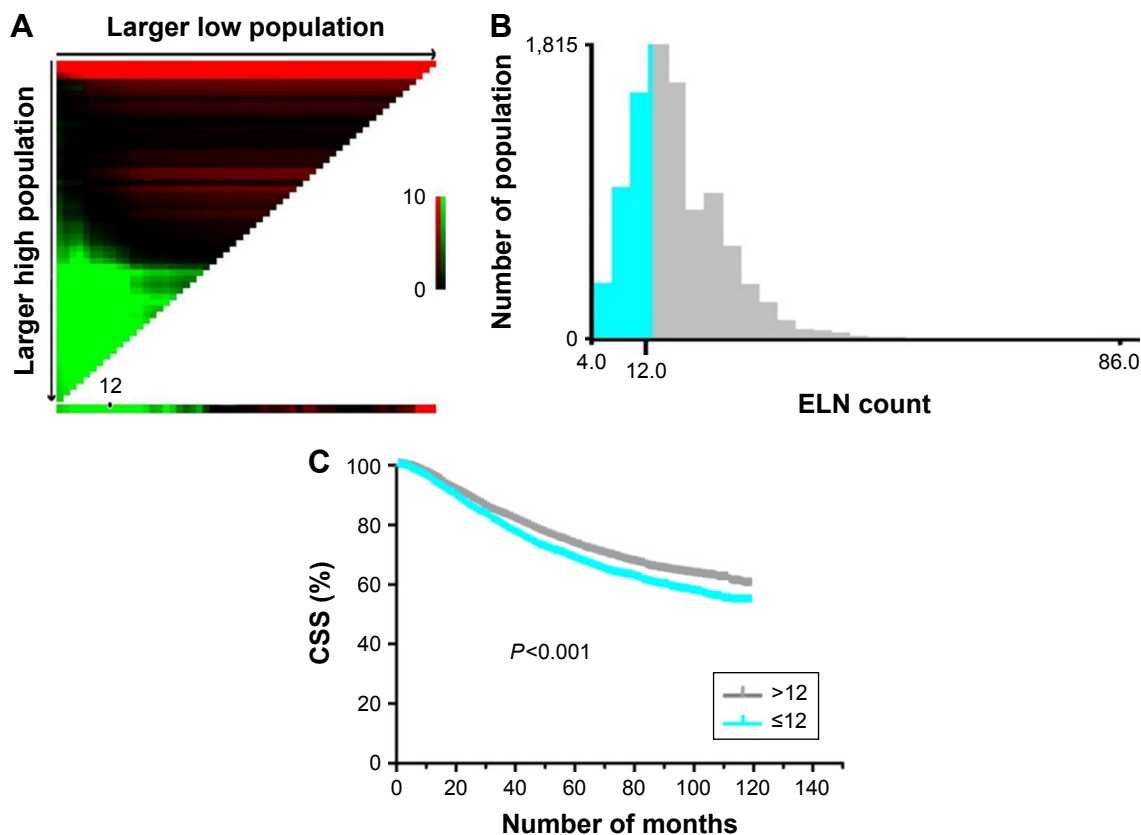 A
Larger low population
Larger high population
10
0
12
B
Number of population
1,815
0
4.0
12.0
86.0
ELN count
C
CSS (%)
100
80
60
40
20
0
P<0.001
>12
≤12
0
20
40
60
80
100
120
140
Number of months